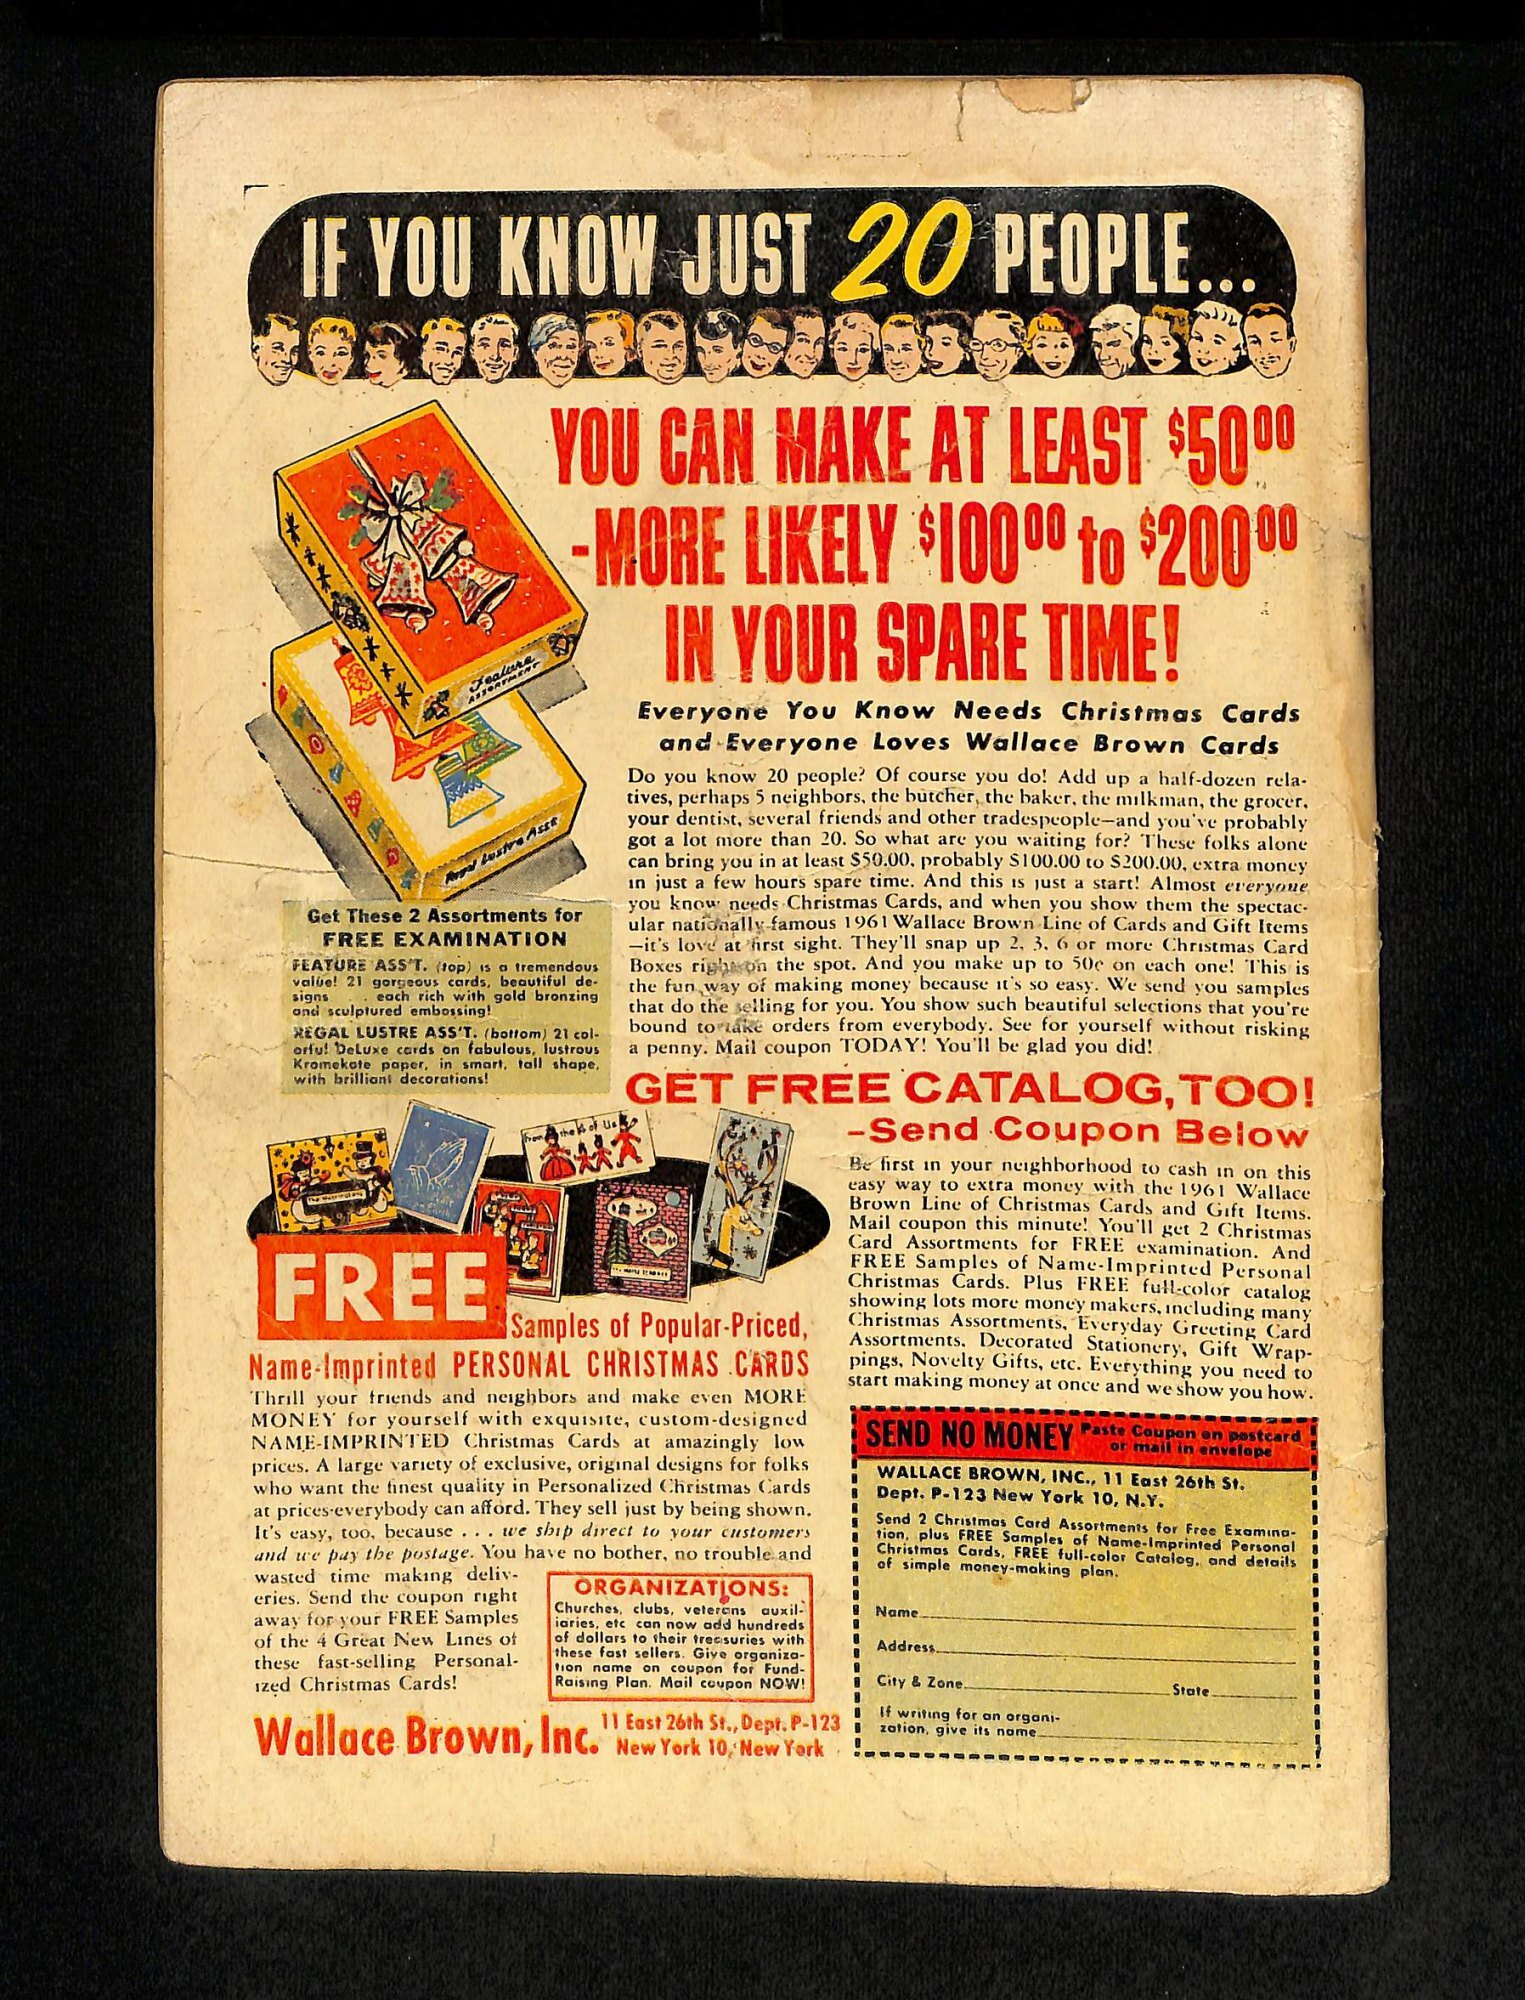 IF YOU KNOW JUST 20 PEOPLE...
YOU CAN MAKE AT LEAST $50.00
-MORE LIKELY $100.00 to $200.00
IN YOUR SPARE TIME!
Feature
ASSORTMENT
Regal Lustre Ass't
Everyone You Know Needs Christmas Cards
and Everyone Loves Wallace Brown Cards
Do you know 20 people? Of course you do! Add up a half-dozen rela-
tives, perhaps 5 neighbors, the butcher, the baker, the milkman, the grocer,
your dentist, several friends and other tradespeople—and you've probably
got a lot more than 20. So what are you waiting for? These folks alone
can bring you in at least $50.00, probably $100.00 to $200.00, extra money
in just a few hours spare time. And this is just a start! Almost everyone
you know needs Christmas Cards, and when you show them the spectac-
ular nationally-famous 1961 Wallace Brown Line of Cards and Gift Items
—it's love at first sight. They'll snap up 2, 3, 6 or more Christmas Card
Boxes right on the spot. And you make up to 50c on each one! This is
the fun way of making money because it's so easy. We send you samples
that do the selling for you. You show such beautiful selections that you're
bound to take orders from everybody. See for yourself without risking
a penny. Mail coupon TODAY! You'll be glad you did!
Get These 2 Assortments for
FREE EXAMINATION
FEATURE ASS'T. (top) is a tremendous
value! 21 gorgeous cards, beautiful de-
signs . . . each rich with gold bronzing
and sculptured embossing!
REGAL LUSTRE ASS'T. (bottom) 21 col-
orful DeLuxe cards on fabulous, lustrous
Kromekote paper, in smart, tall shape,
with brilliant decorations!
GET FREE CATALOG, TOO!
-Send Coupon Below
Be first in your neighborhood to cash in on this
easy way to extra money with the 1961 Wallace
Brown Line of Christmas Cards and Gift Items.
Mail coupon this minute! You'll get 2 Christmas
Card Assortments for FREE examination. And
FREE Samples of Name-Imprinted Personal
Christmas Cards. Plus FREE full-color catalog
showing lots more money makers, including many
Christmas Assortments, Everyday Greeting Card
Assortments, Decorated Stationery, Gift Wrap-
pings, Novelty Gifts, etc. Everything you need to
start making money at once and we show you how.
From the of Us
FREE
Samples of Popular-Priced,
Name-Imprinted PERSONAL CHRISTMAS CARDS
Thrill your friends and neighbors and make even MORE
MONEY for yourself with exquisite, custom-designed
NAME-IMPRINTED Christmas Cards at amazingly low
prices. A large variety of exclusive, original designs for folks
who want the finest quality in Personalized Christmas Cards
at prices everybody can afford. They sell just by being shown.
It's easy, too, because . . . we ship direct to your customers
and we pay the postage. You have no bother, no trouble and
wasted time making deliv-
eries. Send the coupon right
away for your FREE Samples
of the 4 Great New Lines of
these fast-selling Personal-
ized Christmas Cards!
ORGANIZATIONS:
Churches, clubs, veterans auxil-
iaries, etc can now add hundreds
of dollars to their treasuries with
these fast sellers. Give organiza-
tion name on coupon for Fund-
Raising Plan. Mail coupon NOW!
Wallace Brown, Inc. 11 East 26th St., Dept. P-123
New York 10, New York
SEND NO MONEY Paste Coupon on postcard
or mail in envelope
WALLACE BROWN, INC., 11 East 26th St.
Dept. P-123 New York 10, N.Y.
Send 2 Christmas Card Assortments for Free Examina-
tion, plus FREE Samples of Name-Imprinted Personal
Christmas Cards, FREE full-color Catalog, and details
of simple money-making plan.
Name
Address
City & Zone State
If writing for an organi-
zation, give its name